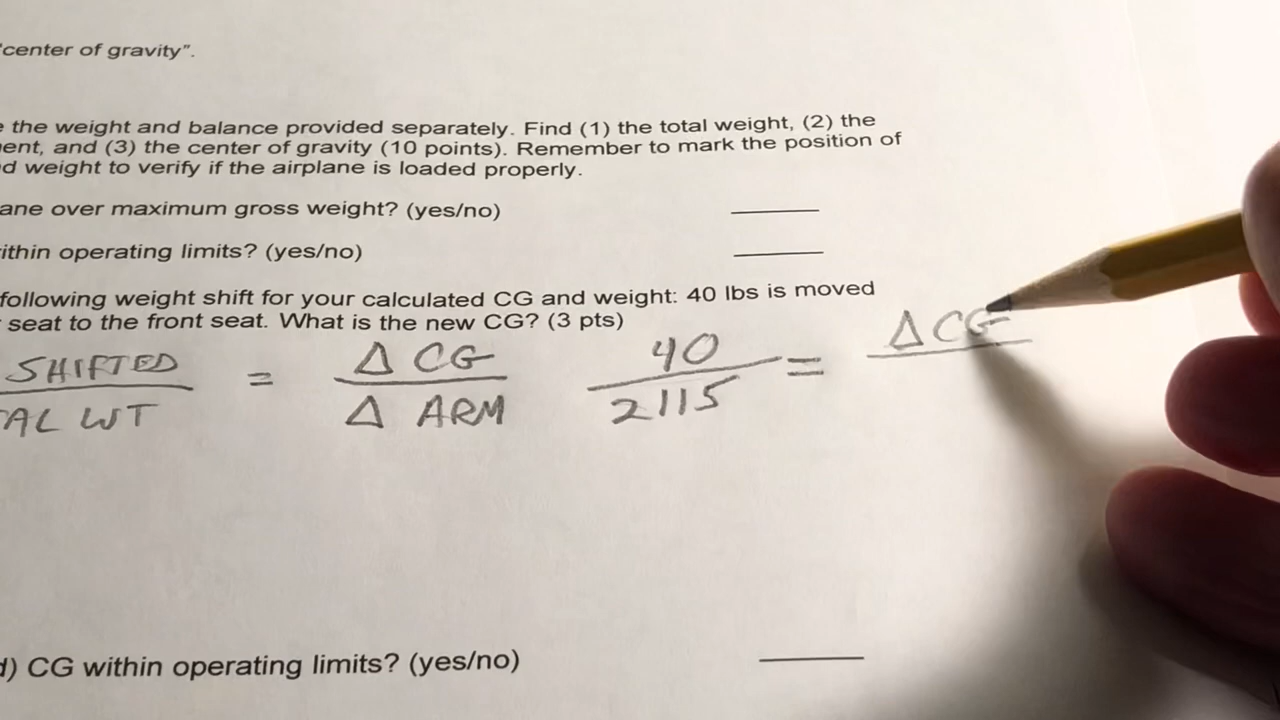 "center of gravity".
the weight and balance provided separately. Find (1) the total weight, (2) the
and (3) the center of gravity (10 points). Remember to mark the position of
weight to verify if the airplane is loaded properly.
over maximum gross weight? (yes/no)
operating limits? (yes/no)
following weight shift for your calculated CG and weight: 40 lbs is moved
seat to the front seat. What is the new CG? (3 pts)
SHIFTED = Δ CG 40 = Δ CG
WT Δ ARM 2115
d) CG within operating limits? (yes/no)